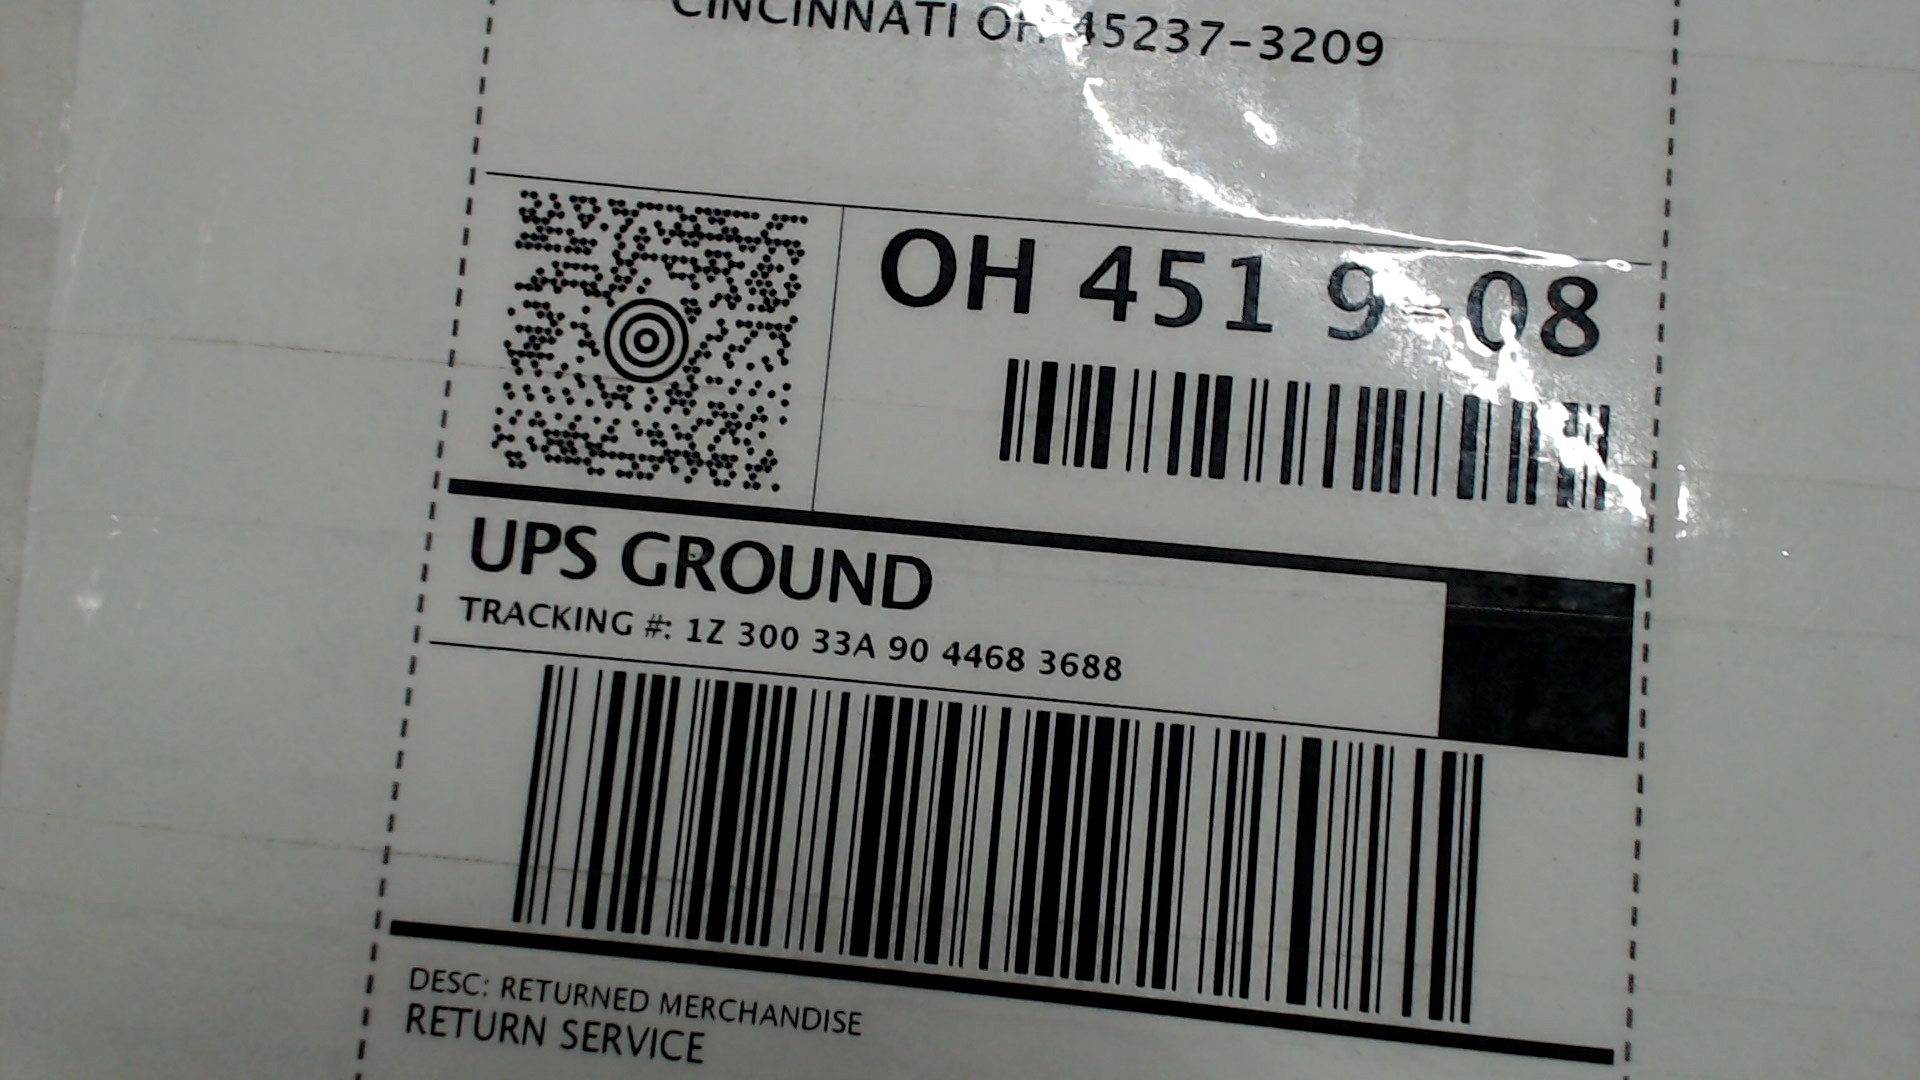 CINCINNATI OH 45237-3209
OH 451 9-08
UPS GROUND
TRACKING #: 1Z 300 33A 90 4468 3688
DESC: RETURNED MERCHANDISE
RETURN SERVICE